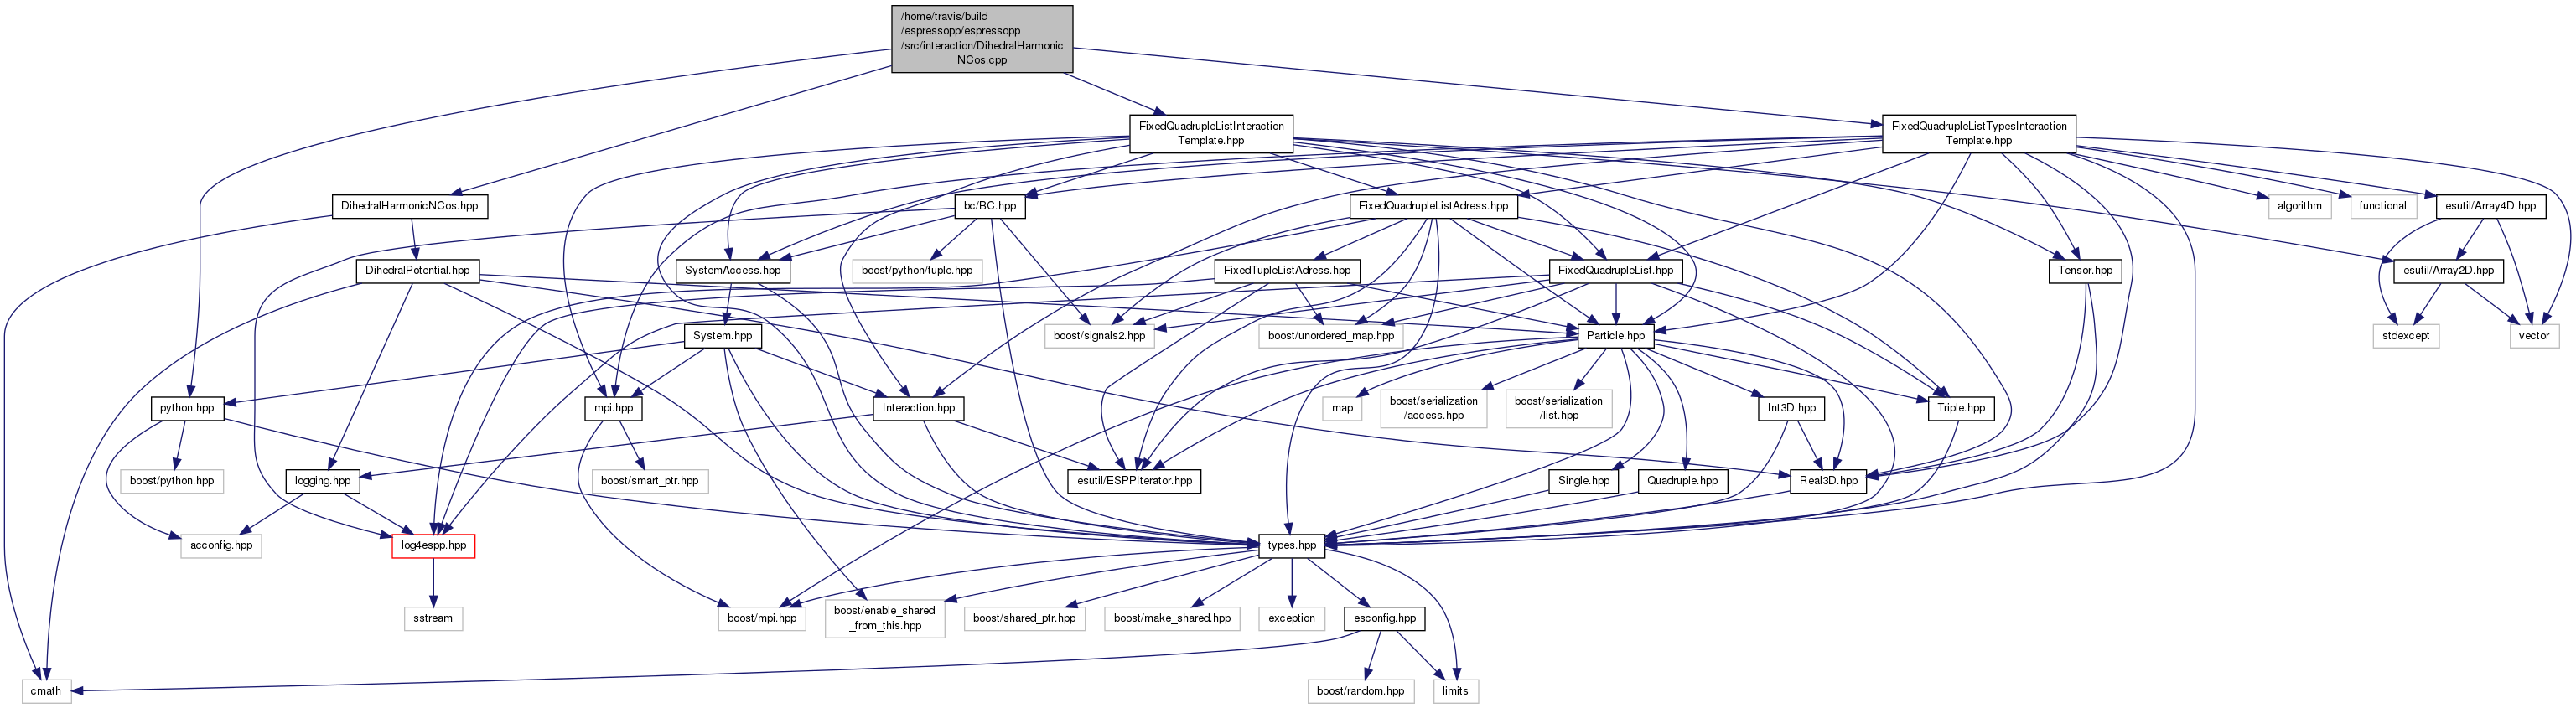 /home/travis/build
/espressopp/espressopp
/src/interaction/DihedralHarmonic
NCos.cpp
FixedQuadrupleListInteraction
Template.hpp
FixedQuadrupleListTypesInteraction
Template.hpp
DihedralHarmonicNCos.hpp
bc/BC.hpp
FixedQuadrupleListAdress.hpp
algorithm
functional
esutil/Array4D.hpp
DihedralPotential.hpp
SystemAccess.hpp
boost/python/tuple.hpp
FixedTupleListAdress.hpp
FixedQuadrupleList.hpp
Tensor.hpp
esutil/Array2D.hpp
System.hpp
boost/signals2.hpp
boost/unordered_map.hpp
Particle.hpp
stdexcept
vector
python.hpp
mpi.hpp
Interaction.hpp
map
boost/serialization
/access.hpp
boost/serialization
/list.hpp
Int3D.hpp
Triple.hpp
boost/python.hpp
logging.hpp
boost/smart_ptr.hpp
esutil/ESPPIterator.hpp
Single.hpp
Quadruple.hpp
Real3D.hpp
acconfig.hpp
log4espp.hpp
types.hpp
sstream
boost/mpi.hpp
boost/enable_shared
_from_this.hpp
boost/shared_ptr.hpp
boost/make_shared.hpp
exception
esconfig.hpp
cmath
boost/random.hpp
limits